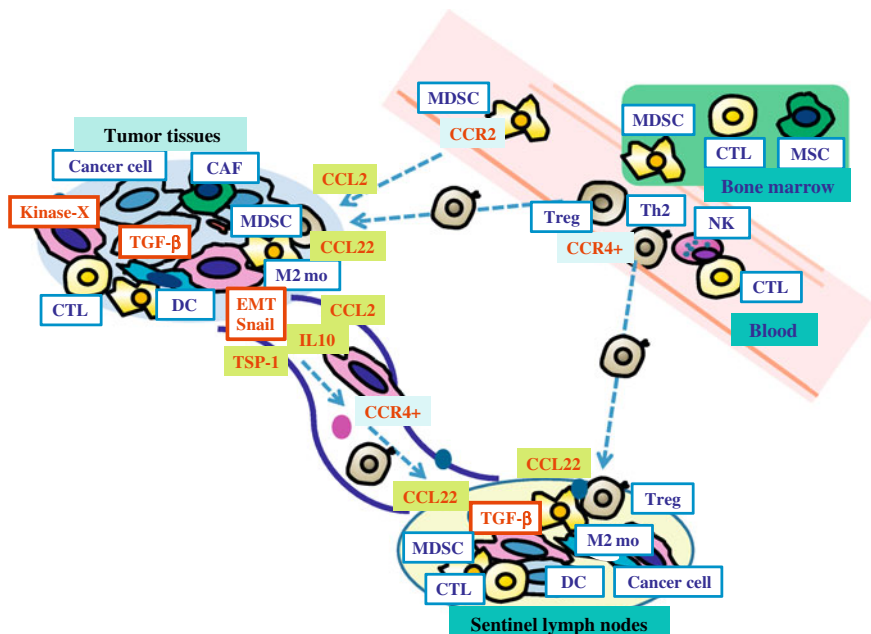 MDSC
CCR2
MDSC
CTL
MSC
Bone marrow
Tumor tissues
Cancer cell
CAF
CCL2
Kinase-X
MDSC
TGF-β
CCL22
M2 mo
CTL
DC
EMT
Snail
CCL2
IL10
TSP-1
Treg
Th2
NK
CCR4+
CTL
Blood
CCR4+
CCL22
CCL22
Treg
TGF-β
M2 mo
MDSC
CTL
DC
Cancer cell
Sentinel lymph nodes